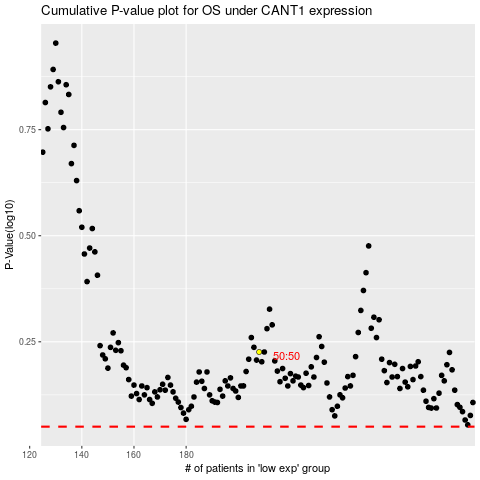 Cumulative P-value plot for OS under CANT1 expression
P-Value(log10)
0.75
0.50
0.25
50:50
120
140
160
180
# of patients in 'low exp' group